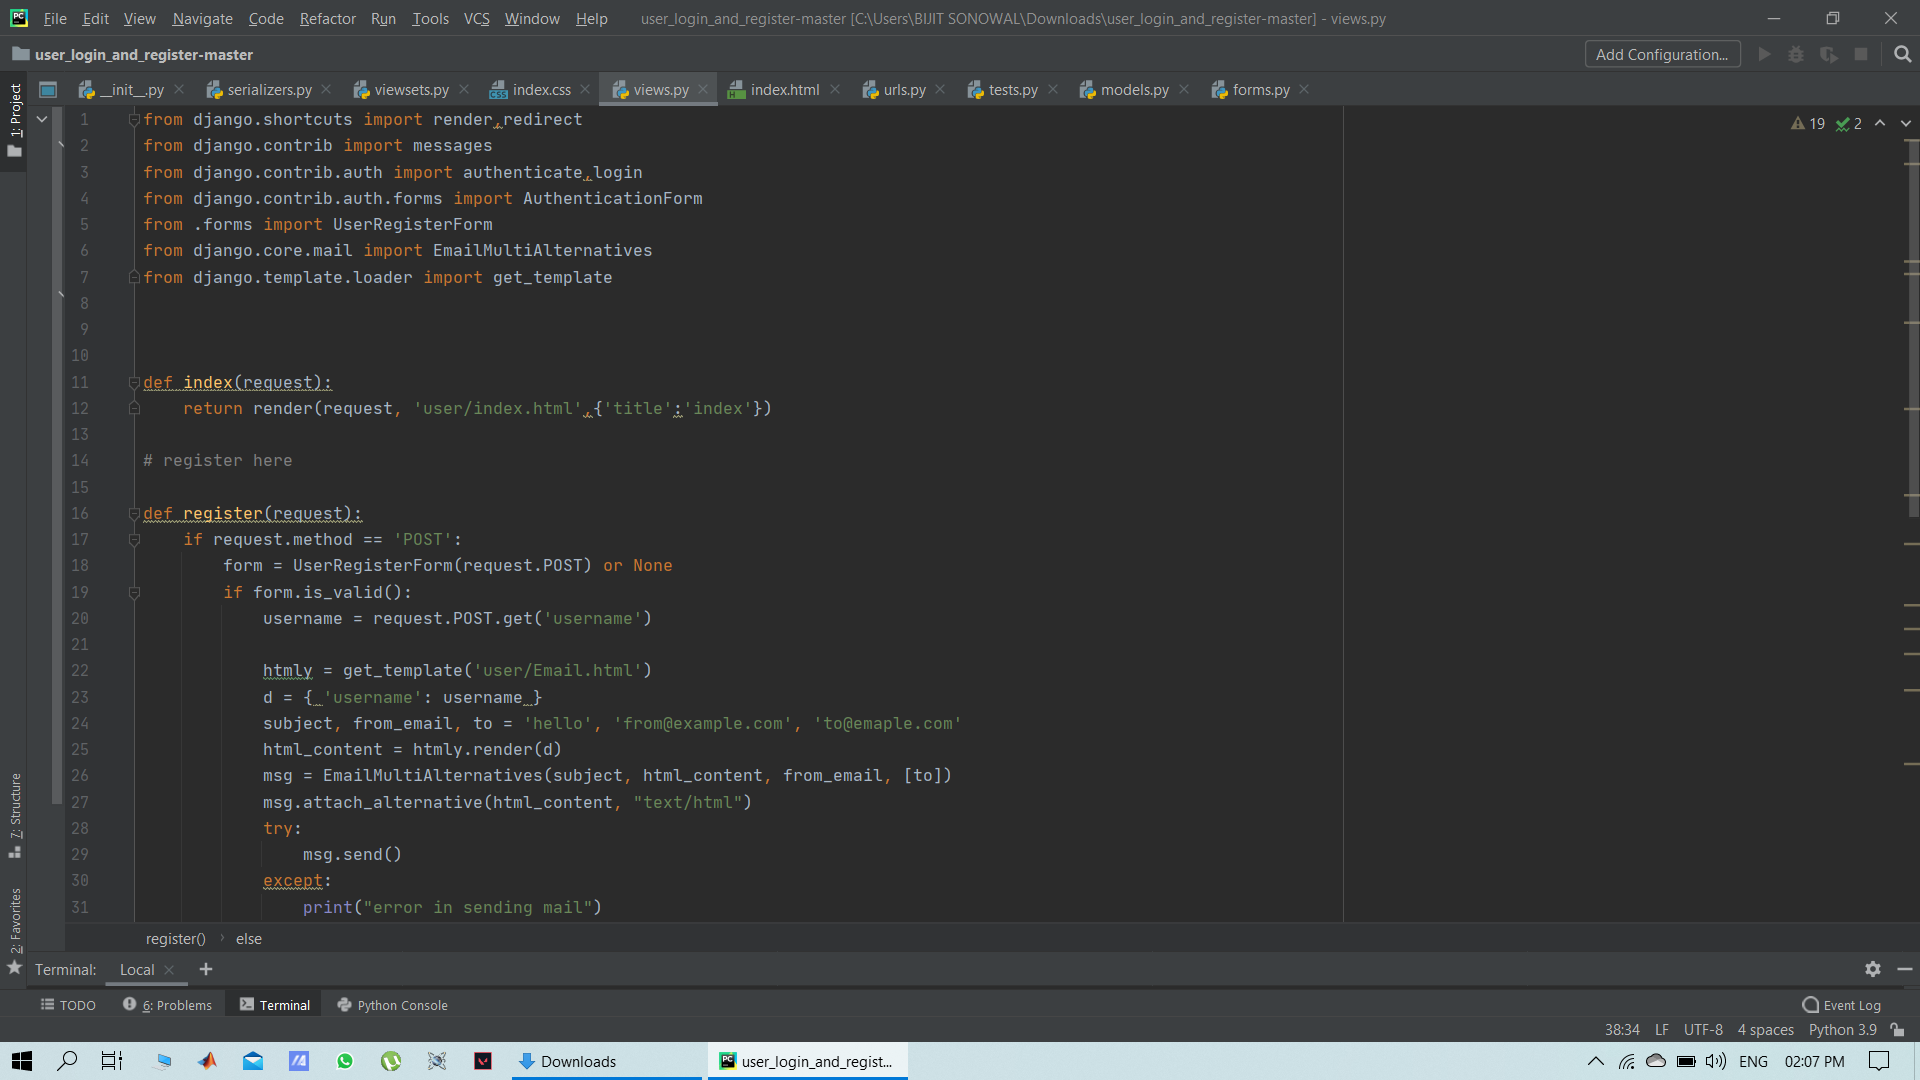 File Edit View Navigate Code Refactor Run Tools VCS Window Help user_login_and_register-master [C:\Users\BIJIT SONOWAL\Downloads\user_login_and_register-master] - views.py
user_login_and_register-master Add Configuration...
__init__.py serializers.py viewsets.py index.css views.py index.html urls.py tests.py models.py forms.py
1: Project
7: Structure
2: Favorites
19 2
1 from django.shortcuts import render,redirect
2 from django.contrib import messages
3 from django.contrib.auth import authenticate,login
4 from django.contrib.auth.forms import AuthenticationForm
5 from .forms import UserRegisterForm
6 from django.core.mail import EmailMultiAlternatives
7 from django.template.loader import get_template
8
9
10
11 def index(request):
12 return render(request, 'user/index.html',{'title':'index'})
13
14 # register here
15
16 def register(request):
17 if request.method == 'POST':
18 form = UserRegisterForm(request.POST) or None
19 if form.is_valid():
20 username = request.POST.get('username')
21
22 htmly = get_template('user/Email.html')
23 d = { 'username': username }
24 subject, from_email, to = 'hello', 'from@example.com', 'to@emaple.com'
25 html_content = htmly.render(d)
26 msg = EmailMultiAlternatives(subject, html_content, from_email, [to])
27 msg.attach_alternative(html_content, "text/html")
28 try:
29 msg.send()
30 except:
31 print("error in sending mail")
register() › else
Terminal: Local +
TODO 6: Problems Terminal Python Console Event Log
38:34 LF UTF-8 4 spaces Python 3.9
Downloads user_login_and_regist... ENG 02:07 PM